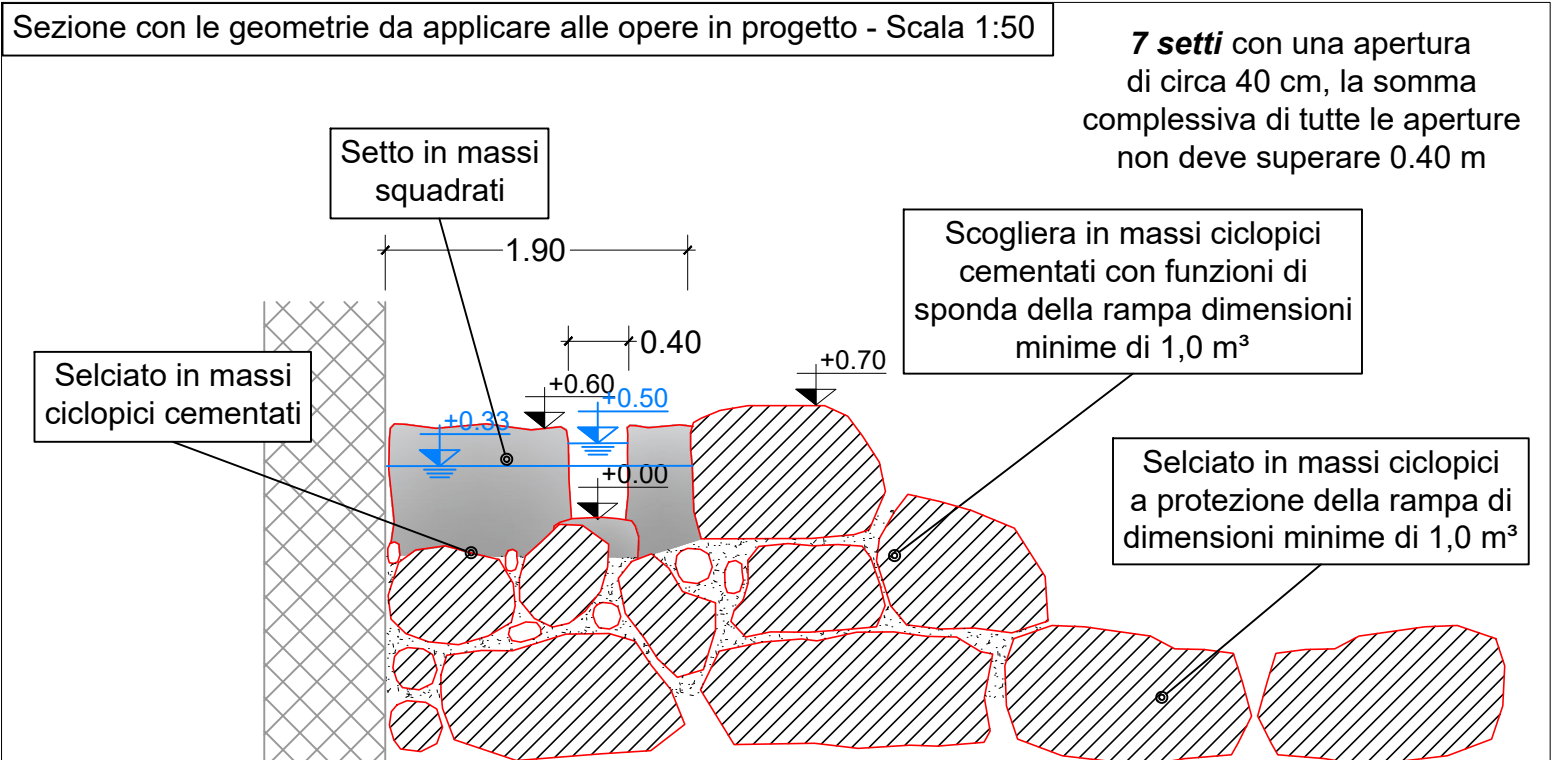 Sezione con le geometrie da applicare alle opere in progetto - Scala 1:50
7 setti con una apertura
di circa 40 cm, la somma
complessiva di tutte le aperture
non deve superare 0.40 m
Setto in massi
squadrati
1.90
Scogliera in massi ciclopici
cementati con funzioni di
sponda della rampa dimensioni
minime di 1,0 m³
0.40
Selciato in massi
ciclopici cementati
+0.70
+0.60
+0.50
+0.33
+0.00
Selciato in massi ciclopici
a protezione della rampa di
dimensioni minime di 1,0 m³